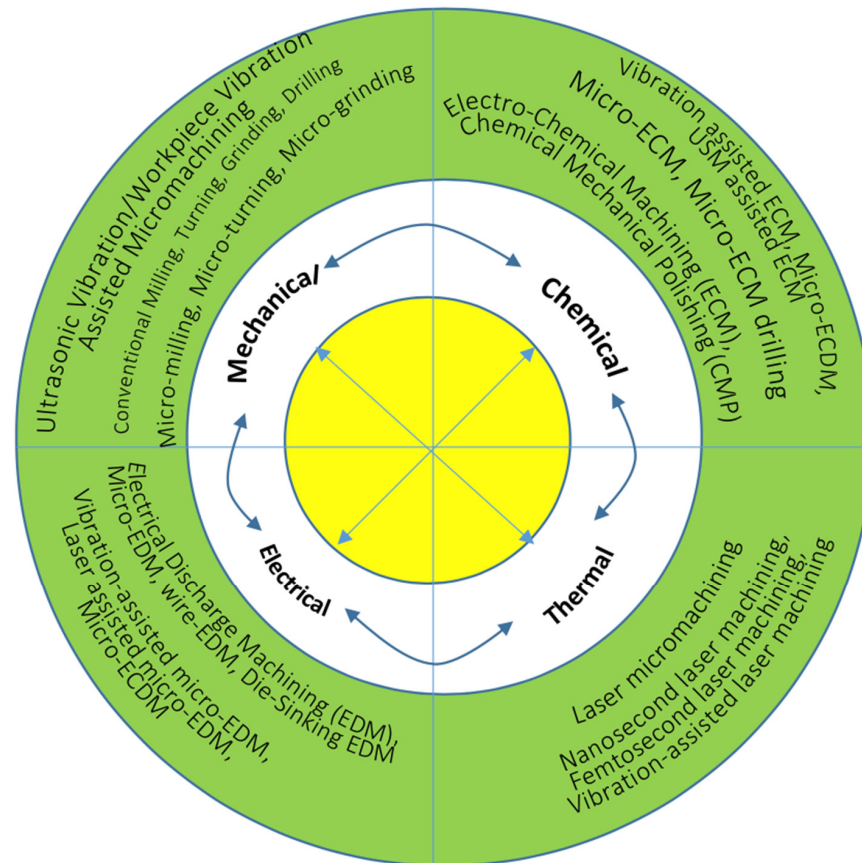 Ultrasonic Vibration/Workpiece Vibration
Assisted Micromachining
Conventional Milling, Turning, Grinding, Drilling
Micro-milling, Micro-turning, Micro-grinding
Vibration assisted ECM, Micro-ECDM,
USM assisted ECM
Micro-ECM, Micro-ECM drilling
Electro-Chemical Machining (ECM),
Chemical Mechanical Polishing (CMP)
Mechanical
Chemical
Electrical
Thermal
Electrical Discharge Machining (EDM),
Micro-EDM, wire-EDM, Die-Sinking EDM
Vibration-assisted micro-EDM,
Laser assisted micro-EDM,
Micro-ECDM
Laser micromachining
Nanosecond laser machining,
Femtosecond laser machining,
Vibration-assisted laser machining